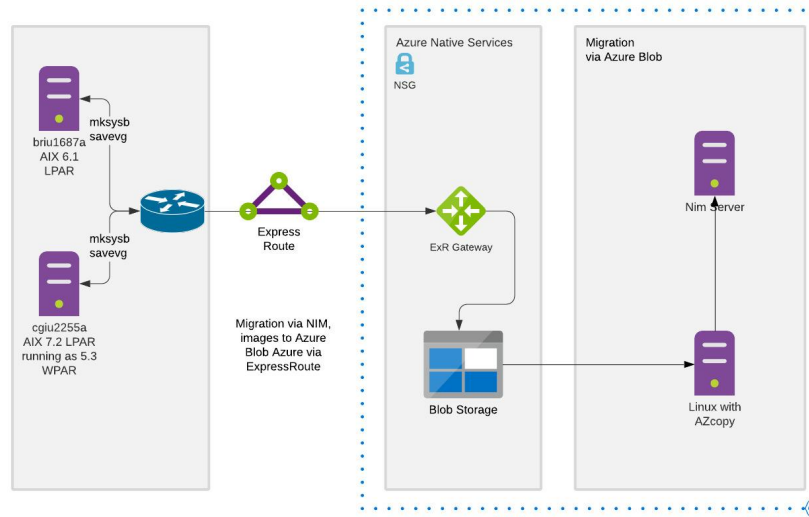 briu1687a
AIX 6.1
LPAR
mksysb
savevg
mksysb
savevg
cgiu2255a
AIX 7.2 LPAR
running as 5.3
WPAR
Express
Route
Migration via NIM,
images to Azure
Blob Azure via
ExpressRoute
Azure Native Services
NSG
ExR Gateway
Blob Storage
Migration
via Azure Blob
Nim Server
Linux with
AZcopy